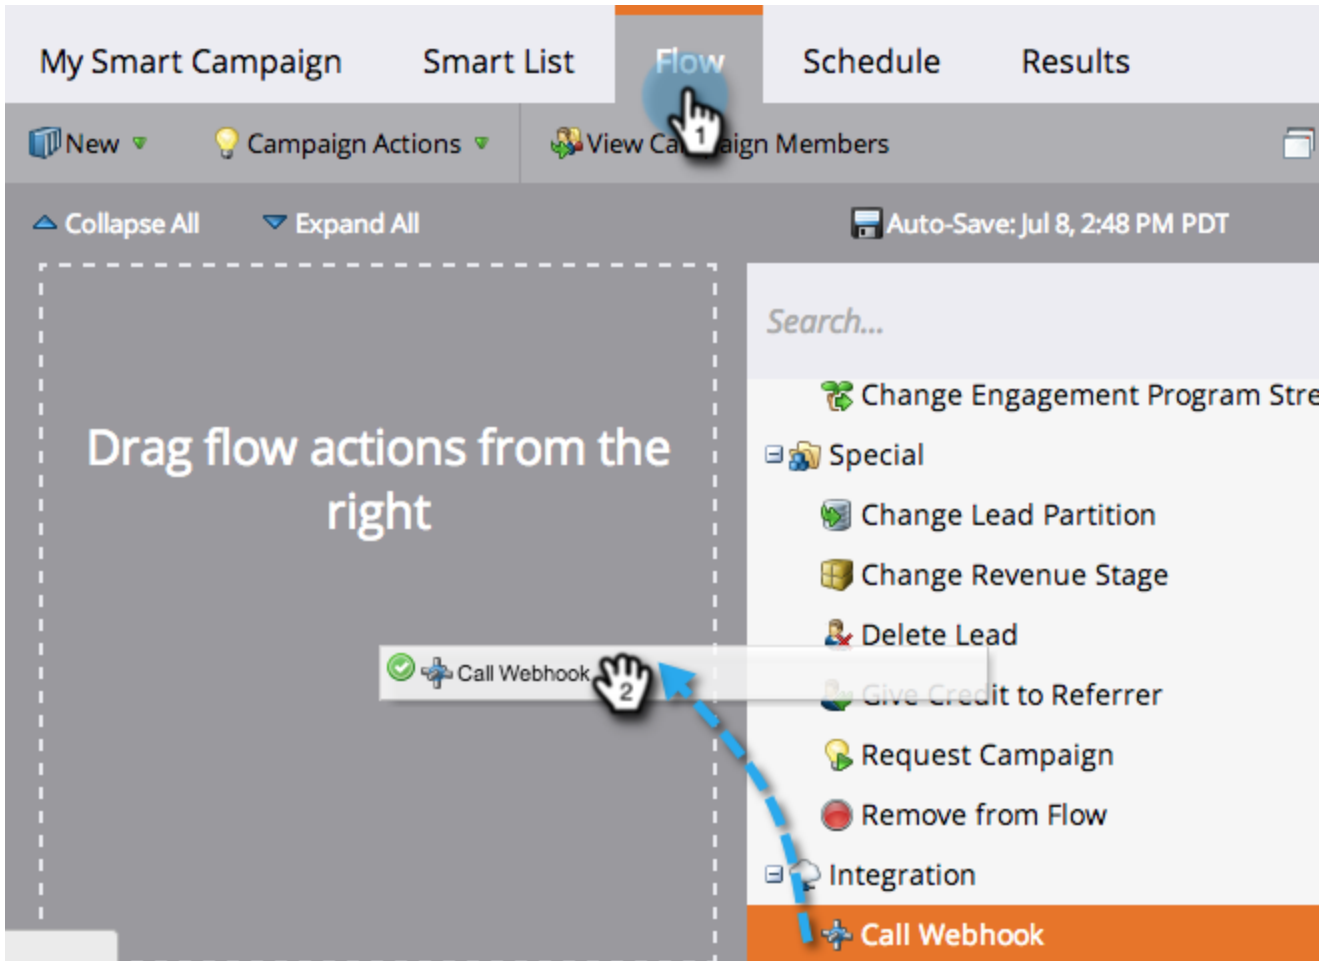 My Smart Campaign Smart List Flow Schedule Results
1
New Campaign Actions View Campaign Members
Collapse All Expand All Auto-Save: Jul 8, 2:48 PM PDT
Search...
Change Engagement Program Stre
Drag flow actions from the
right
Special
Change Lead Partition
Change Revenue Stage
Delete Lead
Call Webhook
2
Give Credit to Referrer
Request Campaign
Remove from Flow
Integration
Call Webhook